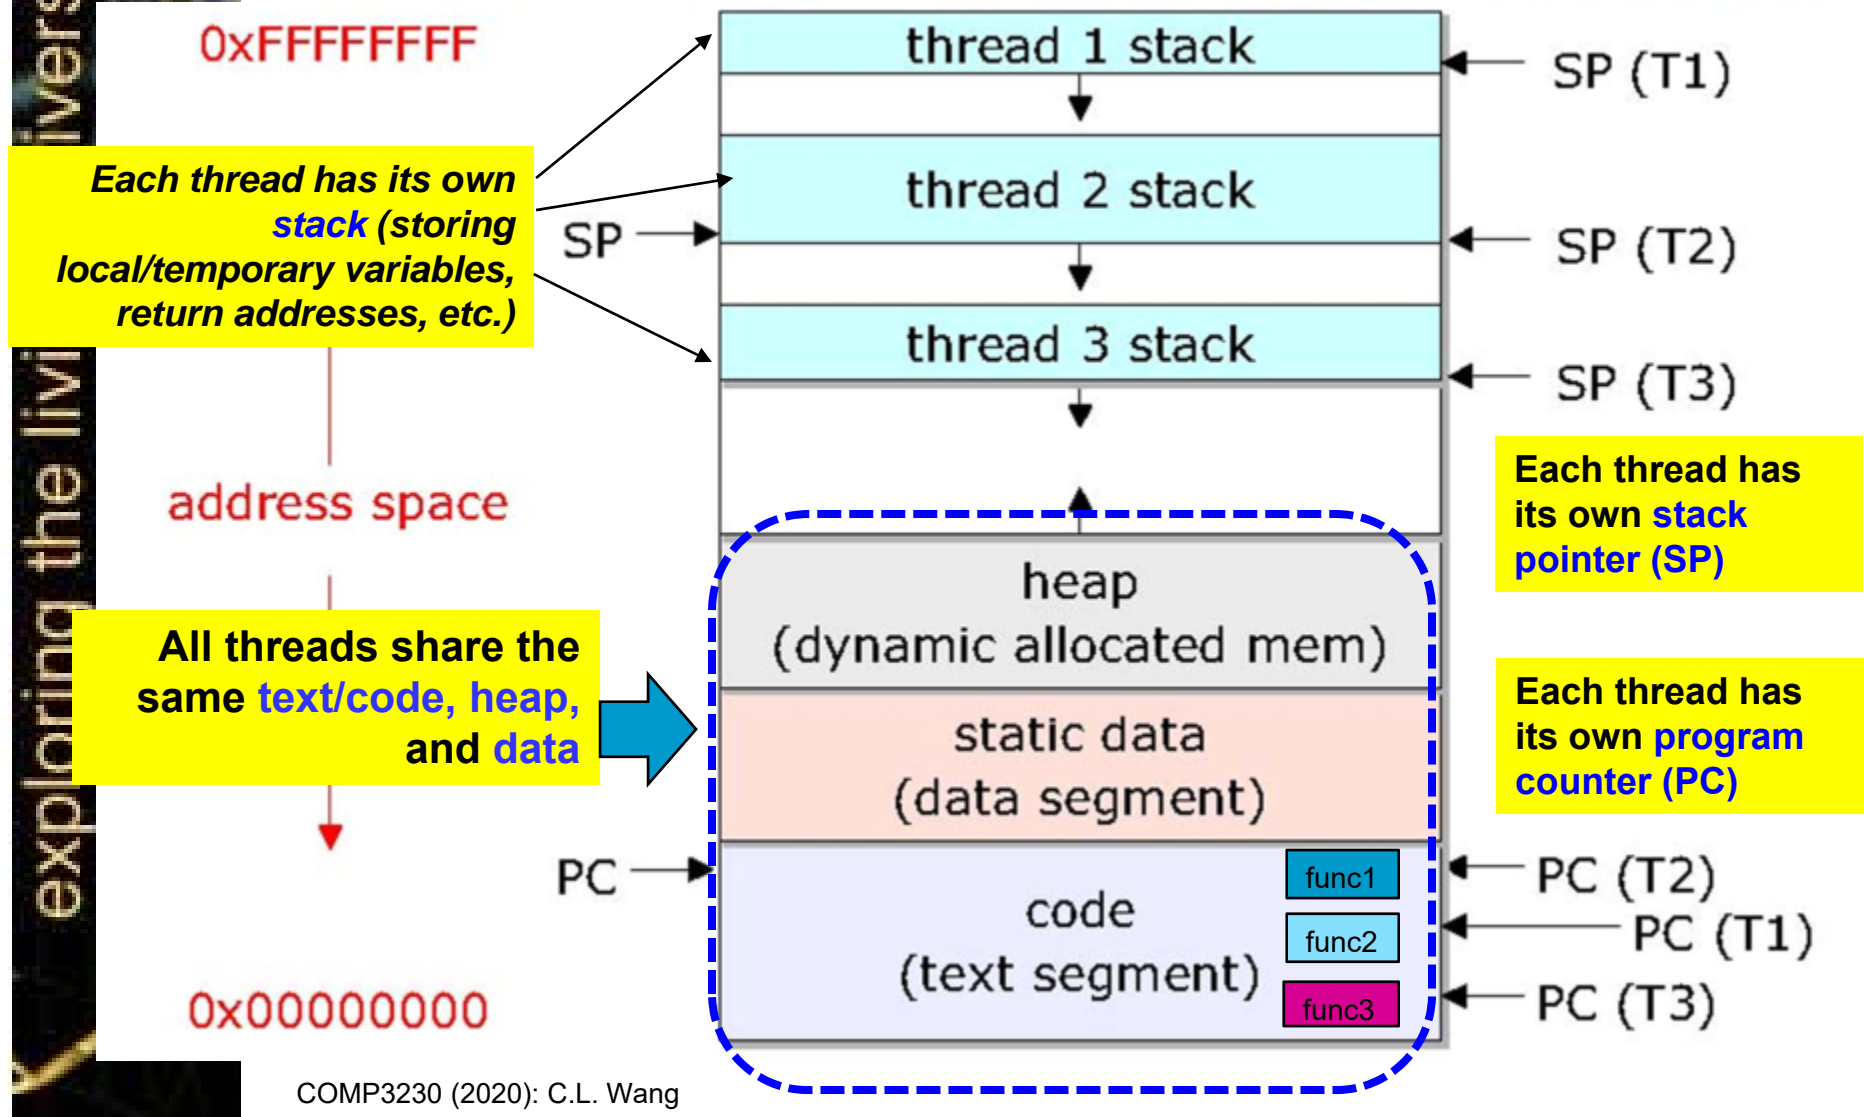 exploring the livi
ivers
0xFFFFFFFF
Each thread has its own
stack (storing
local/temporary variables,
return addresses, etc.)
address space
All threads share the
same text/code, heap,
and data
0x00000000
SP
PC
thread 1 stack
thread 2 stack
thread 3 stack
heap
(dynamic allocated mem)
static data
(data segment)
code
(text segment)
func1
func2
func3
SP (T1)
SP (T2)
SP (T3)
Each thread has
its own stack
pointer (SP)
Each thread has
its own program
counter (PC)
PC (T2)
PC (T1)
PC (T3)
COMP3230 (2020): C.L. Wang